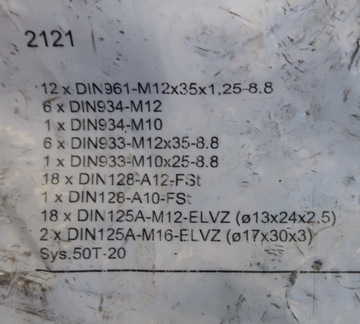 2121
12 x DIN961-M12x35x1,25-8.8
6 x DIN934-M12
1 x DIN934-M10
6 x DIN933-M12x35-8.8
1 x DIN933-M10x25-8.8
18 x DIN128-A12-FSt
1 x DIN128-A10-FSt
18 x DIN125A-M12-ELVZ (ø13x24x2,5)
2 x DIN125A-M16-ELVZ (ø17x30x3)
Sys.50T-20